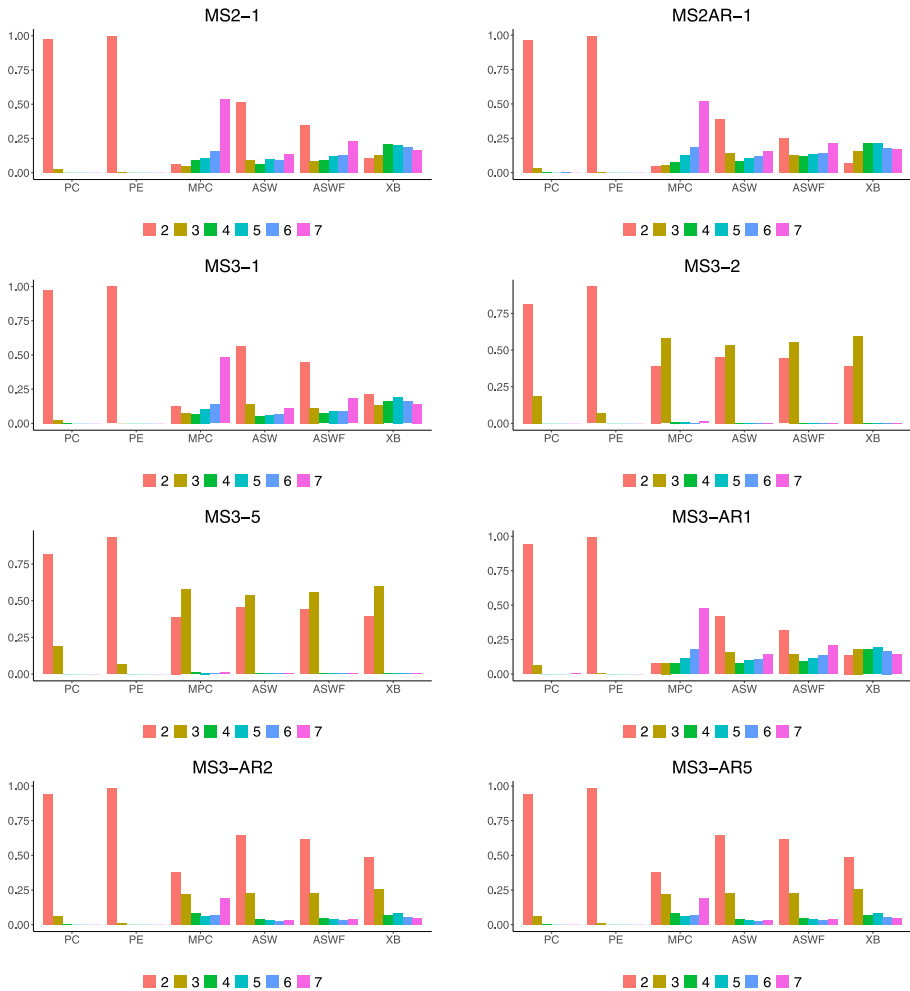 MS2−1
1.00
0.75
0.50
0.25
0.00
PC PE MPC ASW ASWF XB
2 3 4 5 6 7
MS2AR−1
1.00
0.75
0.50
0.25
0.00
PC PE MPC ASW ASWF XB
2 3 4 5 6 7
MS3−1
1.00
0.75
0.50
0.25
0.00
PC PE MPC ASW ASWF XB
2 3 4 5 6 7
MS3−2
0.75
0.50
0.25
0.00
PC PE MPC ASW ASWF XB
2 3 4 5 6 7
MS3−5
0.75
0.50
0.25
0.00
PC PE MPC ASW ASWF XB
2 3 4 5 6 7
MS3−AR1
1.00
0.75
0.50
0.25
0.00
PC PE MPC ASW ASWF XB
2 3 4 5 6 7
MS3−AR2
1.00
0.75
0.50
0.25
0.00
PC PE MPC ASW ASWF XB
2 3 4 5 6 7
MS3−AR5
1.00
0.75
0.50
0.25
0.00
PC PE MPC ASW ASWF XB
2 3 4 5 6 7